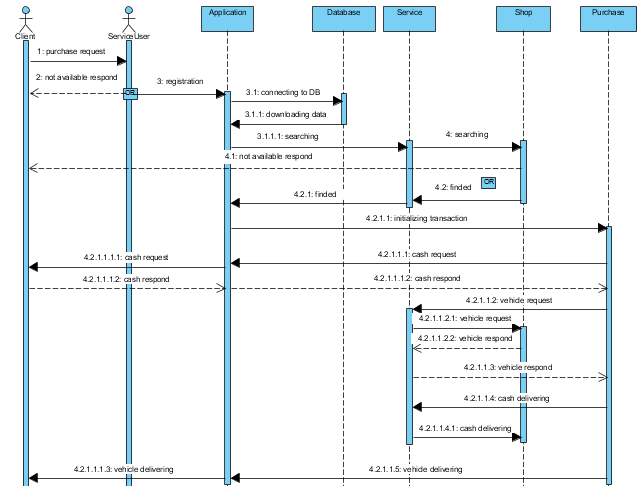 Application
Database
Service
Shop
Purchase
Client
ServiceUser
1: purchase request
2: not available respond
OR
3: registration
3.1: connecting to DB
3.1.1: downloading data
3.1.1.1: searching
4: searching
4.1: not available respond
OR
4.2: finded
4.2.1: finded
4.2.1.1: initializing transaction
4.2.1.1.1: cash request
4.2.1.1.1.1: cash request
4.2.1.1.1.2: cash respond
4.2.1.1.1.2: cash respond
4.2.1.1.2: vehicle request
4.2.1.1.2.1: vehicle request
4.2.1.1.2.2: vehicle respond
4.2.1.1.3: vehicle respond
4.2.1.1.4: cash delivering
4.2.1.1.4.1: cash delivering
4.2.1.1.1.3: vehicle delivering
4.2.1.1.5: vehicle delivering